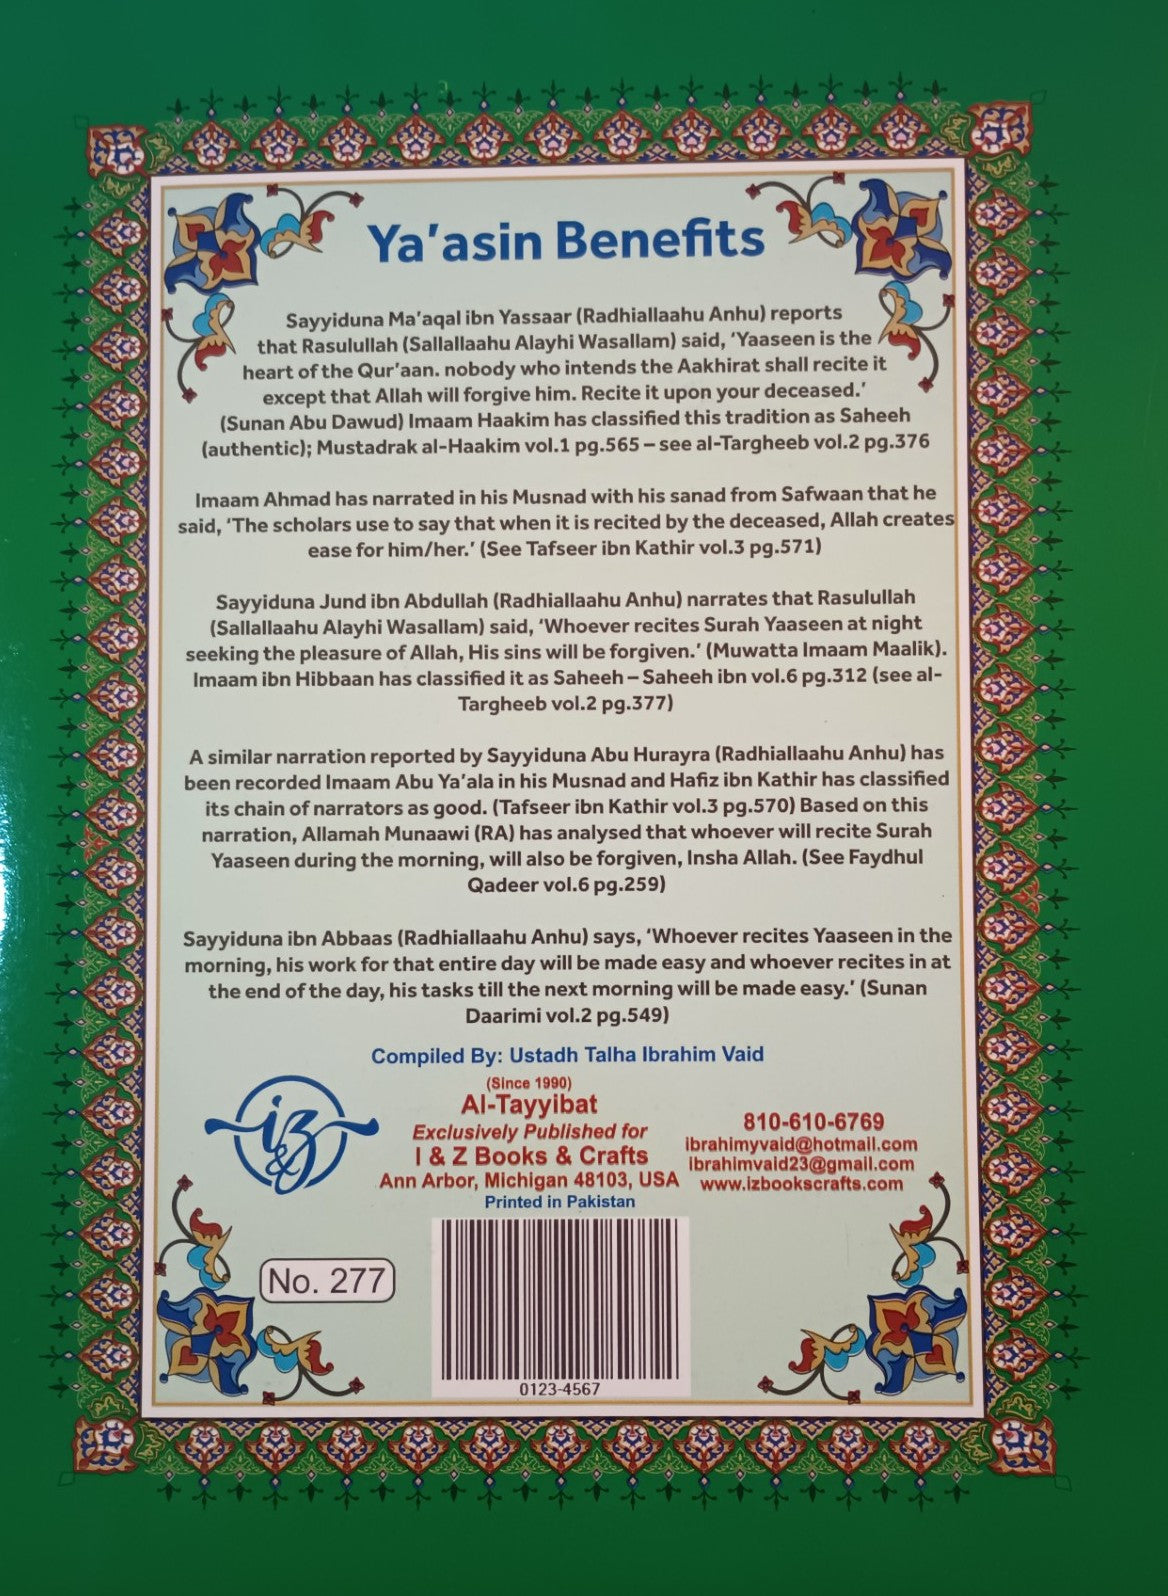 Ya'asin Benefits
Sayyiduna Ma'aqal ibn Yassaar (Radhiallaahu Anhu) reports
that Rasulullah (Sallallaahu Alayhi Wasallam) said, 'Yaaseen is the
heart of the Qur'aan. nobody who intends the Aakhirat shall recite it
except that Allah will forgive him. Recite it upon your deceased.'
(Sunan Abu Dawud) Imaam Haakim has classified this tradition as Saheeh
(authentic); Mustadrak al-Haakim vol.1 pg.565 – see al-Targheeb vol.2 pg.376
Imaam Ahmad has narrated in his Musnad with his sanad from Safwaan that he
said, 'The scholars use to say that when it is recited by the deceased, Allah creates
ease for him/her.' (See Tafseer ibn Kathir vol.3 pg.571)
Sayyiduna Jund ibn Abdullah (Radhiallaahu Anhu) narrates that Rasulullah
(Sallallaahu Alayhi Wasallam) said, 'Whoever recites Surah Yaaseen at night
seeking the pleasure of Allah, His sins will be forgiven.' (Muwatta Imaam Maalik).
Imaam ibn Hibbaan has classified it as Saheeh – Saheeh ibn vol.6 pg.312 (see al-
Targheeb vol.2 pg.377)
A similar narration reported by Sayyiduna Abu Hurayra (Radhiallaahu Anhu) has
been recorded Imaam Abu Ya'ala in his Musnad and Hafiz ibn Kathir has classified
its chain of narrators as good. (Tafseer ibn Kathir vol.3 pg.570) Based on this
narration, Allamah Munaawi (RA) has analysed that whoever will recite Surah
Yaaseen during the morning, will also be forgiven, Insha Allah. (See Faydhul
Qadeer vol.6 pg.259)
Sayyiduna ibn Abbaas (Radhiallaahu Anhu) says, 'Whoever recites Yaaseen in the
morning, his work for that entire day will be made easy and whoever recites in at
the end of the day, his tasks till the next morning will be made easy.' (Sunan
Daarimi vol.2 pg.549)
Compiled By: Ustadh Talha Ibrahim Vaid
i&z
(Since 1990)
Al-Tayyibat
Exclusively Published for
I & Z Books & Crafts
Ann Arbor, Michigan 48103, USA
Printed in Pakistan
810-610-6769
ibrahimyvaid@hotmail.com
ibrahimvaid23@gmail.com
www.izbookscrafts.com
No. 277
0123-4567